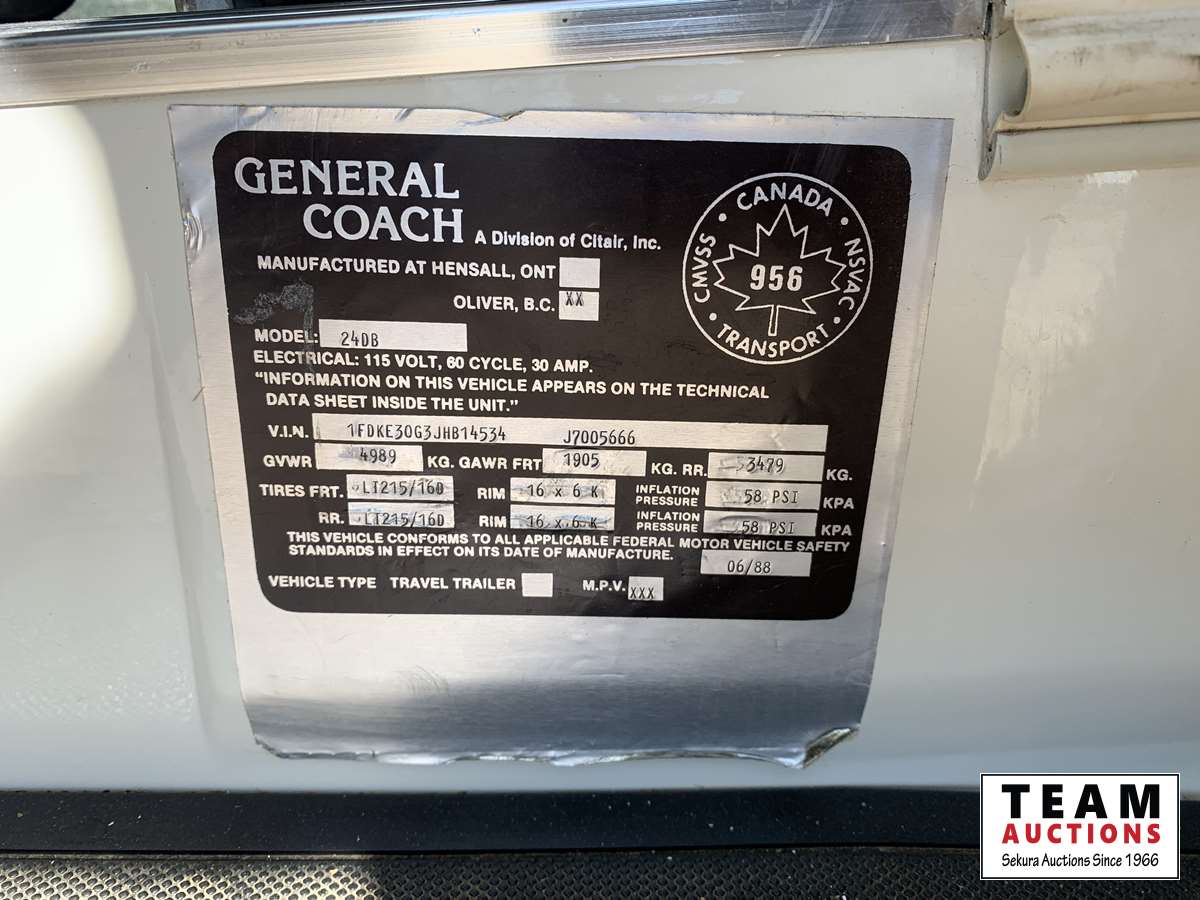 GENERAL
COACH A Division of Citair, Inc.
MANUFACTURED AT HENSALL, ONT
OLIVER, B.C. XX
CANADA • NSVAC • TRANSPORT • CMVSS •
956
MODEL: 24DB
ELECTRICAL: 115 VOLT, 60 CYCLE, 30 AMP.
"INFORMATION ON THIS VEHICLE APPEARS ON THE TECHNICAL
DATA SHEET INSIDE THE UNIT."
V.I.N. 1FDKE30G3JHB14534 J7005666
GVWR 4989 KG. GAWR FRT 1905 KG. RR. 3479 KG.
TIRES FRT. LT215/16D RIM 16 x 6 K INFLATION PRESSURE 58 PSI KPA
RR. LT215/16D RIM 16 x 6 K INFLATION PRESSURE 58 PSI KPA
THIS VEHICLE CONFORMS TO ALL APPLICABLE FEDERAL MOTOR VEHICLE SAFETY
STANDARDS IN EFFECT ON ITS DATE OF MANUFACTURE. 06/88
VEHICLE TYPE TRAVEL TRAILER M.P.V. XXX
TEAM
AUCTIONS
Sekura Auctions Since 1966